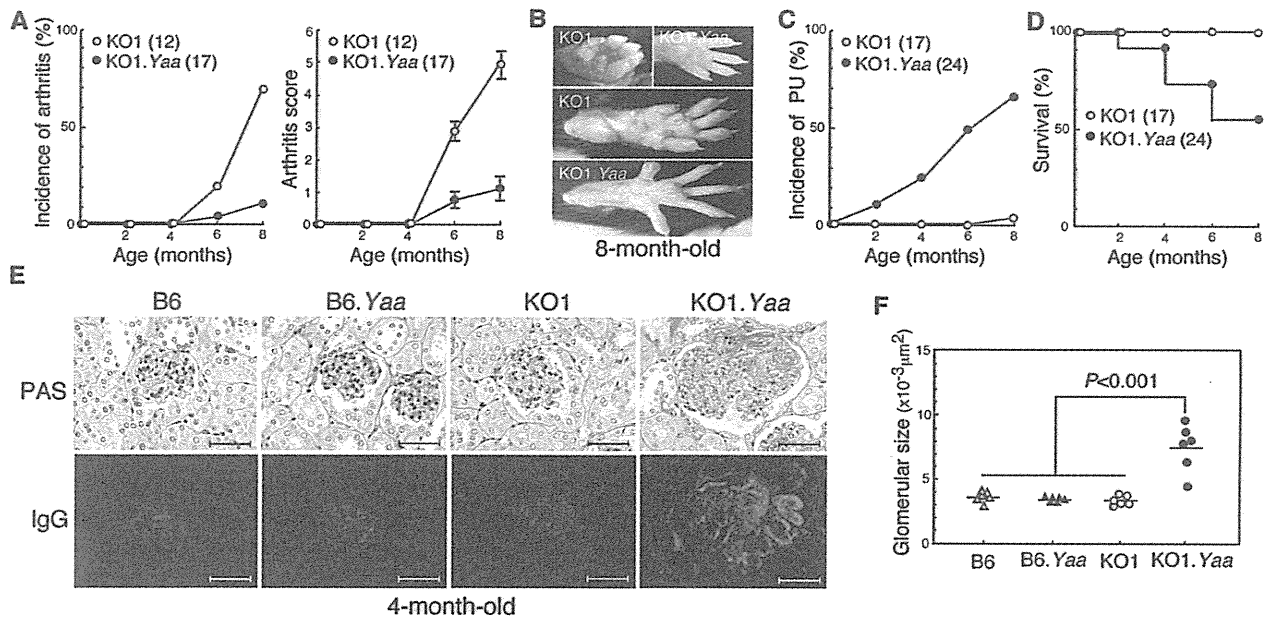 A
Incidence of arthritis (%)
100
50
0
KO1 (12)
KO1.Yaa (17)
2 4 6 8
Age (months)
Arthritis score
6
5
4
3
2
1
0
KO1 (12)
KO1.Yaa (17)
2 4 6 8
Age (months)
B
KO1
KO1.Yaa
KO1
KO1 Yaa
8-month-old
C
Incidence of PU (%)
100
50
0
KO1 (17)
KO1.Yaa (24)
2 4 6 8
Age (months)
D
Survival (%)
100
50
0
KO1 (17)
KO1.Yaa (24)
2 4 6 8
Age (months)
E
B6 B6.Yaa KO1 KO1.Yaa
PAS
IgG
4-month-old
F
Glomerular size (x10⁻³μm²)
15
10
5
0
P<0.001
B6 B6.Yaa KO1 KO1.Yaa